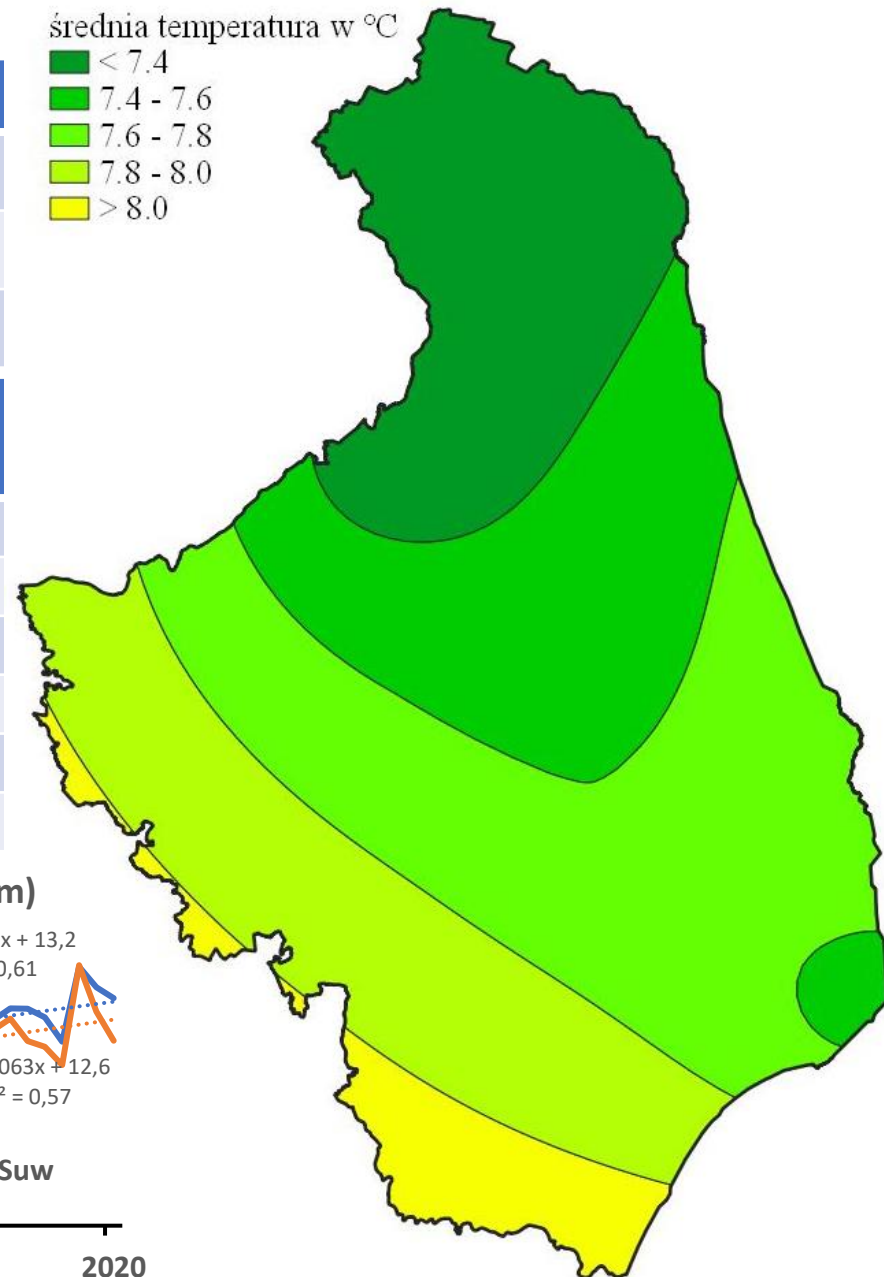 średnia temperatura w °C
< 7.4
7.4 - 7.6
7.6 - 7.8
7.8 - 8.0
> 8.0
m)
x + 13,2
0,61
063x + 12,6
² = 0,57
Suw
2020